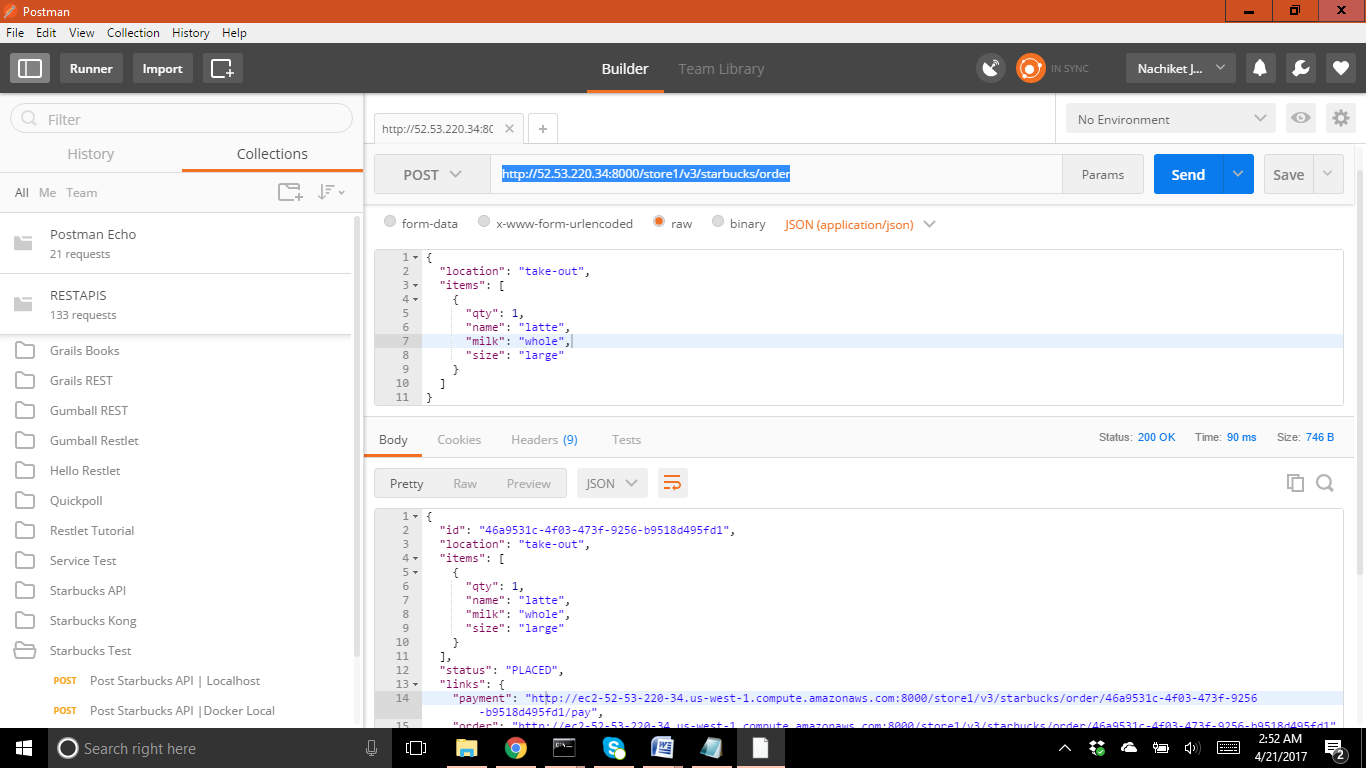 Postman
File Edit View Collection History Help
Runner Import Builder Team Library IN SYNC Nachiket J...
Filter
History Collections
All Me Team
Postman Echo
21 requests
RESTAPIS
133 requests
Grails Books
Grails REST
Gumball REST
Gumball Restlet
Hello Restlet
Quickpoll
Restlet Tutorial
Service Test
Starbucks API
Starbucks Kong
Starbucks Test
POST Post Starbucks API | Localhost
POST Post Starbucks API |Docker Local
http://52.53.220.34:80
No Environment
POST http://52.53.220.34:8000/store1/v3/starbucks/order Params Send Save
form-data x-www-form-urlencoded raw binary JSON (application/json)
1 {
2 "location": "take-out",
3 "items": [
4 {
5 "qty": 1,
6 "name": "latte",
7 "milk": "whole",
8 "size": "large"
9 }
10 ]
11 }
Body Cookies Headers (9) Tests Status: 200 OK Time: 90 ms Size: 746 B
Pretty Raw Preview JSON
1 {
2 "id": "46a9531c-4f03-473f-9256-b9518d495fd1",
3 "location": "take-out",
4 "items": [
5 {
6 "qty": 1,
7 "name": "latte",
8 "milk": "whole",
9 "size": "large"
10 }
11 ],
12 "status": "PLACED",
13 "links": {
14 "payment": "http://ec2-52-53-220-34.us-west-1.compute.amazonaws.com:8000/store1/v3/starbucks/order/46a9531c-4f03-473f-9256
-b9518d495fd1/pay",
15 "order": "http://ec2-52-53-220-34.us-west-1.compute.amazonaws.com:8000/store1/v3/starbucks/order/46a9531c-4f03-473f-9256-b9518d495fd1"
Search right here
2:52 AM
4/21/2017
2